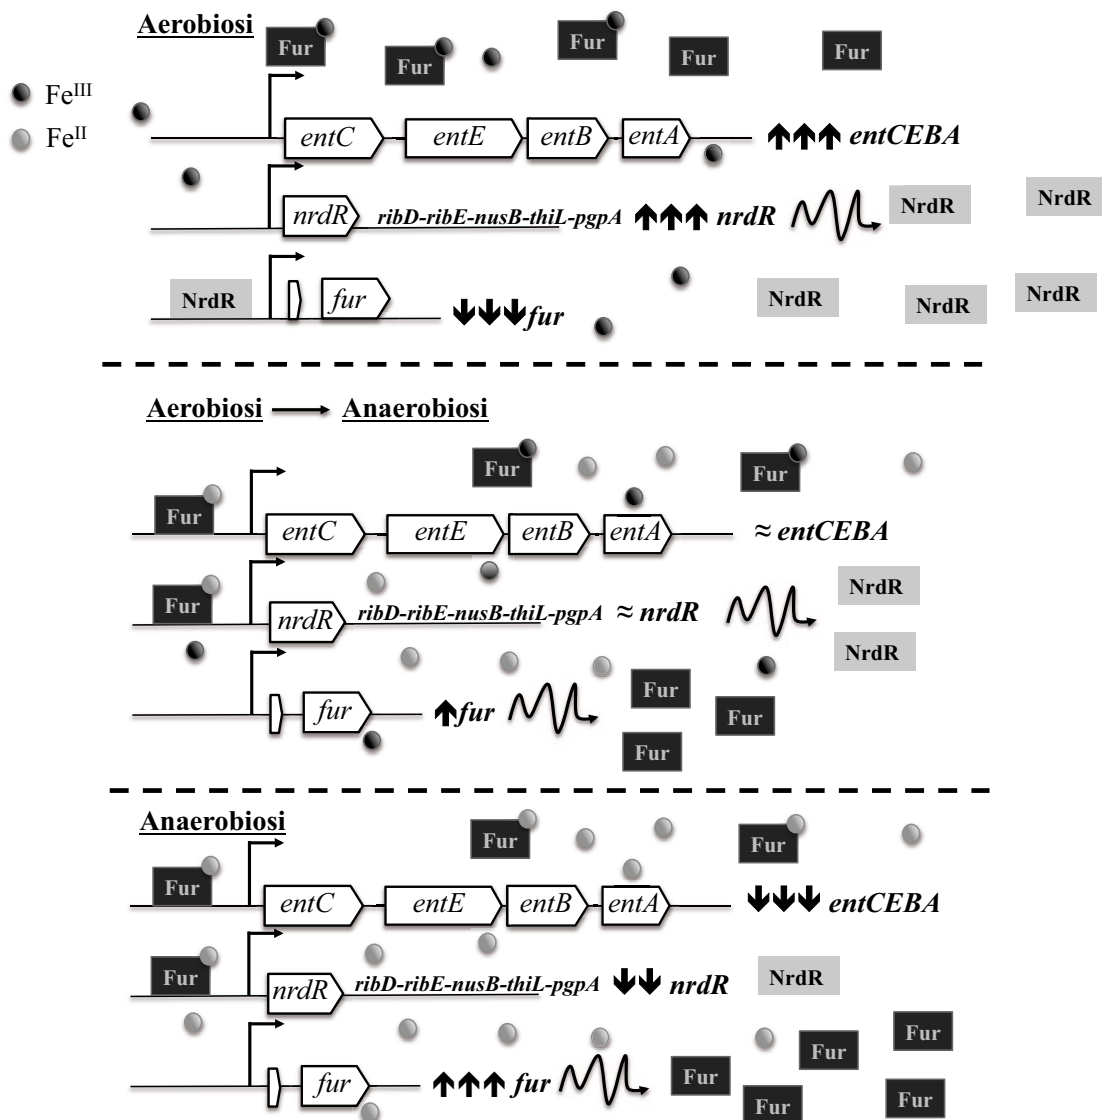 Aerobiosi
Fur Fur Fur Fur Fur
Feᴵᴵᴵ
Feᴵᴵ
entC entE entB entA entCEBA
nrdR ribD-ribE-nusB-thiL-pgpA nrdR NrdR NrdR
NrdR fur fur NrdR NrdR NrdR
Aerobiosi Anaerobiosi
Fur Fur
Fur
entC entE entB entA ≈ entCEBA
Fur nrdR ribD-ribE-nusB-thiL-pgpA ≈ nrdR NrdR
NrdR
fur fur Fur Fur
Fur
Anaerobiosi
Fur Fur
Fur
entC entE entB entA entCEBA
Fur nrdR ribD-ribE-nusB-thiL-pgpA nrdR NrdR
fur fur Fur Fur Fur
Fur Fur